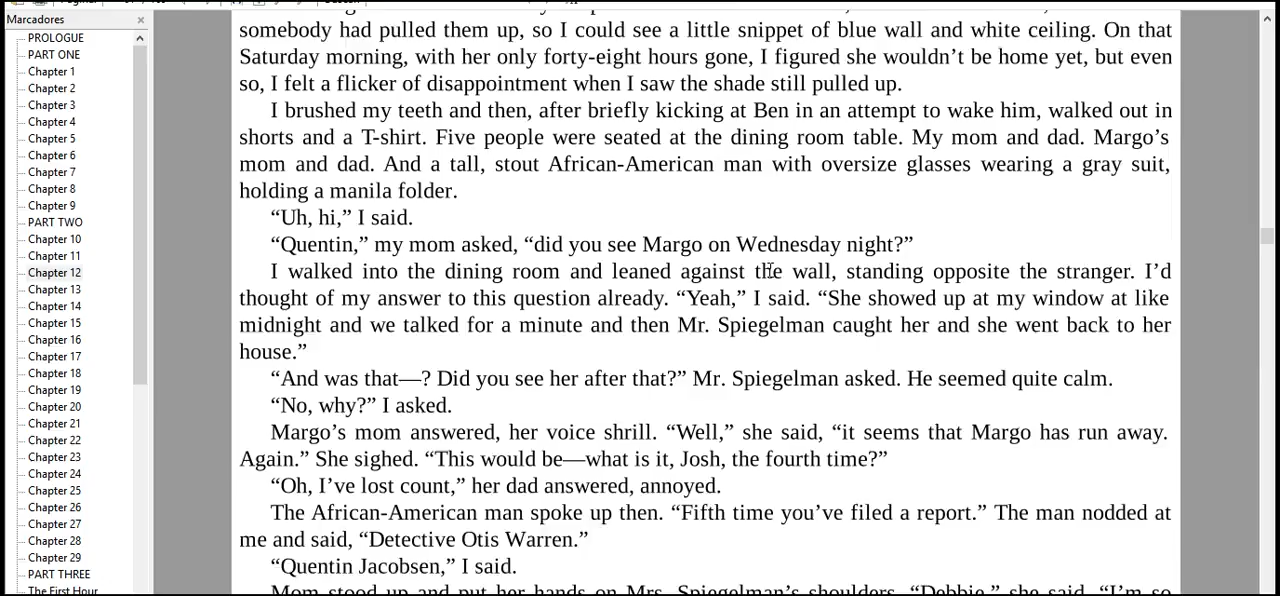 Marcadores
×
PROLOGUE
PART ONE
Chapter 1
Chapter 2
Chapter 3
Chapter 4
Chapter 5
Chapter 6
Chapter 7
Chapter 8
Chapter 9
PART TWO
Chapter 10
Chapter 11
Chapter 12
Chapter 13
Chapter 14
Chapter 15
Chapter 16
Chapter 17
Chapter 18
Chapter 19
Chapter 20
Chapter 21
Chapter 22
Chapter 23
Chapter 24
Chapter 25
Chapter 26
Chapter 27
Chapter 28
Chapter 29
PART THREE
The First Hour
somebody had pulled them up, so I could see a little snippet of blue wall and white ceiling. On that
Saturday morning, with her only forty-eight hours gone, I figured she wouldn’t be home yet, but even
so, I felt a flicker of disappointment when I saw the shade still pulled up.
I brushed my teeth and then, after briefly kicking at Ben in an attempt to wake him, walked out in
shorts and a T-shirt. Five people were seated at the dining room table. My mom and dad. Margo’s
mom and dad. And a tall, stout African-American man with oversize glasses wearing a gray suit,
holding a manila folder.
“Uh, hi,” I said.
“Quentin,” my mom asked, “did you see Margo on Wednesday night?”
I walked into the dining room and leaned against the wall, standing opposite the stranger. I’d
thought of my answer to this question already. “Yeah,” I said. “She showed up at my window at like
midnight and we talked for a minute and then Mr. Spiegelman caught her and she went back to her
house.”
“And was that—? Did you see her after that?” Mr. Spiegelman asked. He seemed quite calm.
“No, why?” I asked.
Margo’s mom answered, her voice shrill. “Well,” she said, “it seems that Margo has run away.
Again.” She sighed. “This would be—what is it, Josh, the fourth time?”
“Oh, I’ve lost count,” her dad answered, annoyed.
The African-American man spoke up then. “Fifth time you’ve filed a report.” The man nodded at
me and said, “Detective Otis Warren.”
“Quentin Jacobsen,” I said.
Mom stood up and put her hands on Mrs. Spiegelman’s shoulders. “Debbie,” she said, “I’m so